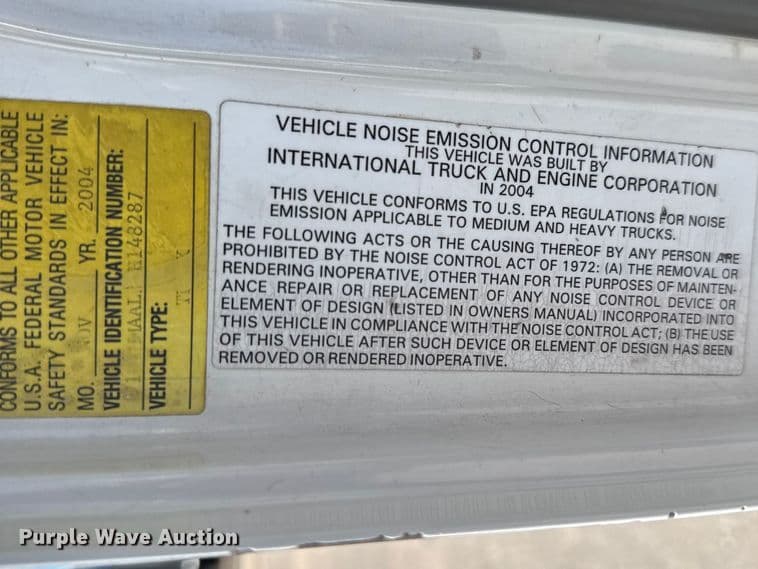 CONFORMS TO ALL OTHER APPLICABLE
U.S.A. FEDERAL MOTOR VEHICLE
SAFETY STANDARDS IN EFFECT IN:
MO. YR. 2004
VEHICLE IDENTIFICATION NUMBER:
148287
VEHICLE TYPE:
VEHICLE NOISE EMISSION CONTROL INFORMATION
THIS VEHICLE WAS BUILT BY
INTERNATIONAL TRUCK AND ENGINE CORPORATION
IN 2004
THIS VEHICLE CONFORMS TO U.S. EPA REGULATIONS FOR NOISE
EMISSION APPLICABLE TO MEDIUM AND HEAVY TRUCKS.
THE FOLLOWING ACTS OR THE CAUSING THEREOF BY ANY PERSON ARE
PROHIBITED BY THE NOISE CONTROL ACT OF 1972: (A) THE REMOVAL OR
RENDERING INOPERATIVE, OTHER THAN FOR THE PURPOSES OF MAINTEN-
ANCE REPAIR OR REPLACEMENT OF ANY NOISE CONTROL DEVICE OR
ELEMENT OF DESIGN (LISTED IN OWNERS MANUAL) INCORPORATED INTO
THIS VEHICLE IN COMPLIANCE WITH THE NOISE CONTROL ACT; (B) THE USE
OF THIS VEHICLE AFTER SUCH DEVICE OR ELEMENT OF DESIGN HAS BEEN
REMOVED OR RENDERED INOPERATIVE.
Purple Wave Auction